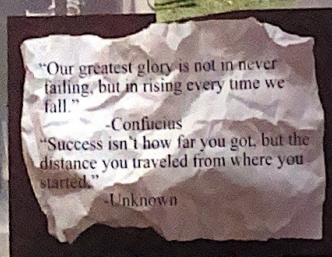 "Our greatest glory is not in never
failing, but in rising every time we
fall."
-Confucius
"Success isn't how far you got, but the
distance you traveled from where you
started."
-Unknown